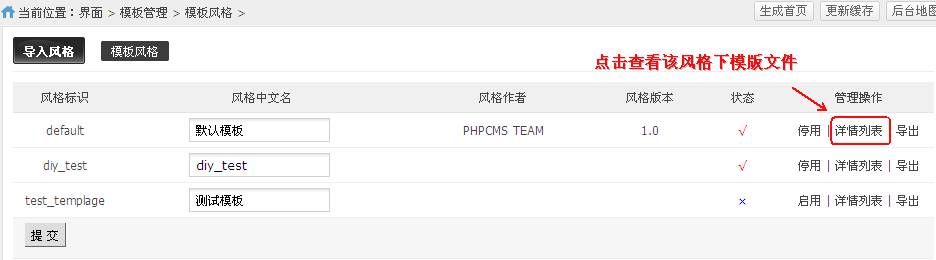 当前位置：界面 > 模板管理 > 模板风格 > 生成首页 更新缓存 后台地图
导入风格 模板风格
点击查看该风格下模版文件
风格标识 风格中文名 风格作者 风格版本 状态 管理操作
default 默认模板 PHPCMS TEAM 1.0 √ 停用 | 详情列表 | 导出
diy_test diy_test √ 停用 | 详情列表 | 导出
test_templage 测试模板 × 启用 | 详情列表 | 导出
提 交